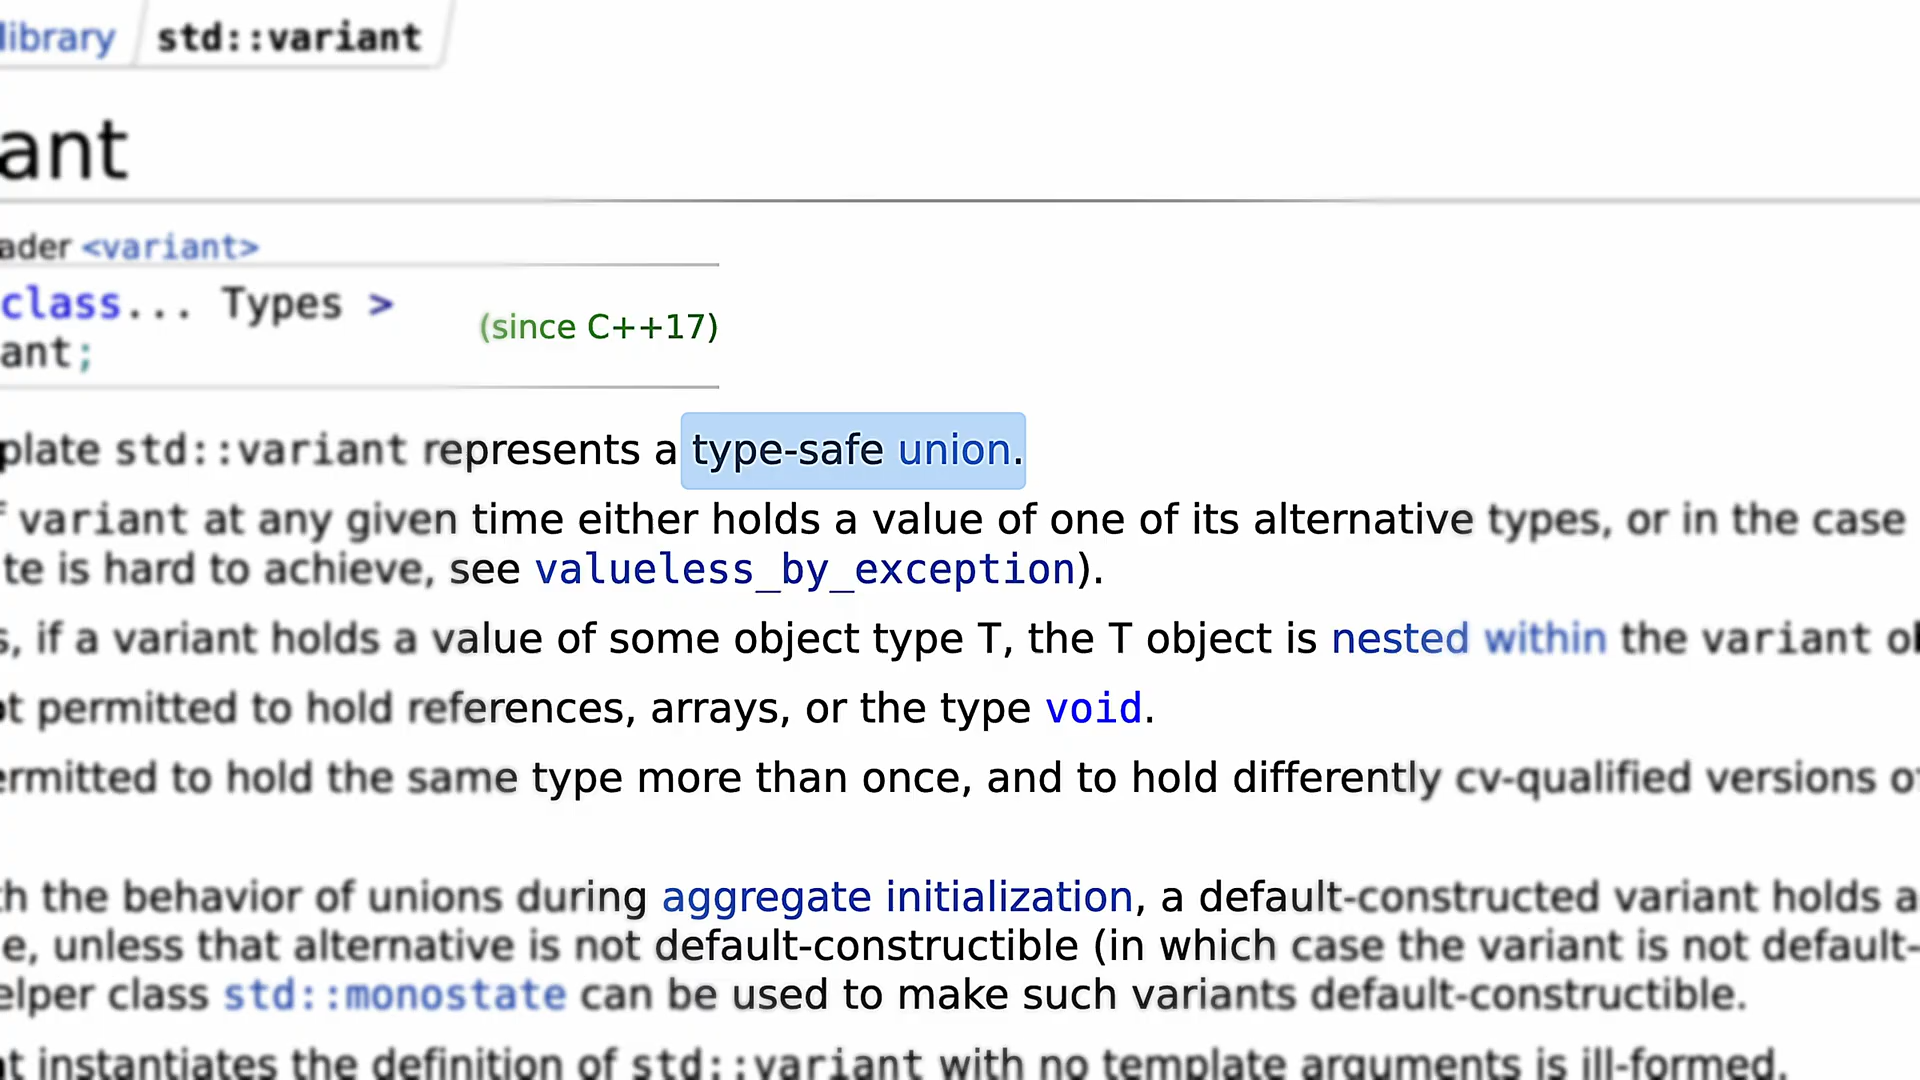 library std::variant
ant
ader <variant>
class... Types >
(since C++17)
ant;
plate std::variant represents a type-safe union.
f variant at any given time either holds a value of one of its alternative types, or in the case
te is hard to achieve, see valueless_by_exception).
s, if a variant holds a value of some object type T, the T object is nested within the variant ob
ot permitted to hold references, arrays, or the type void.
ermitted to hold the same type more than once, and to hold differently cv-qualified versions of
th the behavior of unions during aggregate initialization, a default-constructed variant holds a
e, unless that alternative is not default-constructible (in which case the variant is not default-
elper class std::monostate can be used to make such variants default-constructible.
at instantiates the definition of std::variant with no template arguments is ill-formed.